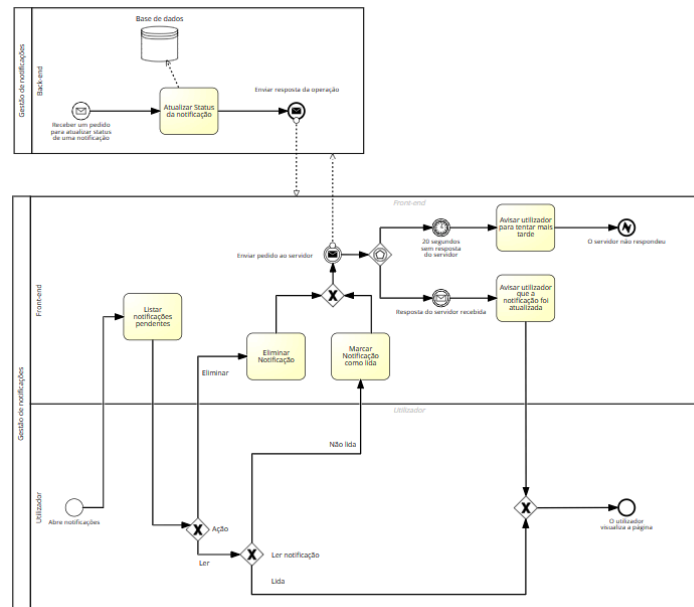 Gestão de notificações
Back-end
Base de dados
Receber um pedido
para atualizar status
de uma notificação
Atualizar Status
da notificação
Enviar resposta da operação
Gestão de notificações
Front-end
Front-end
Listar
notificações
pendentes
Eliminar
Eliminar
Notificação
Marcar
Notificação
como lida
Enviar pedido ao servidor
20 segundos
sem resposta
do servidor
Avisar utilizador
para tentar mais
tarde
O servidor não respondeu
Resposta do servidor recebida
Avisar utilizador
que a
notificação foi
atualizada
Utilizador
Utilizador
Abre notificações
Ação
Ler
Não lida
Ler notificação
Lida
O utilizador
visualiza a página